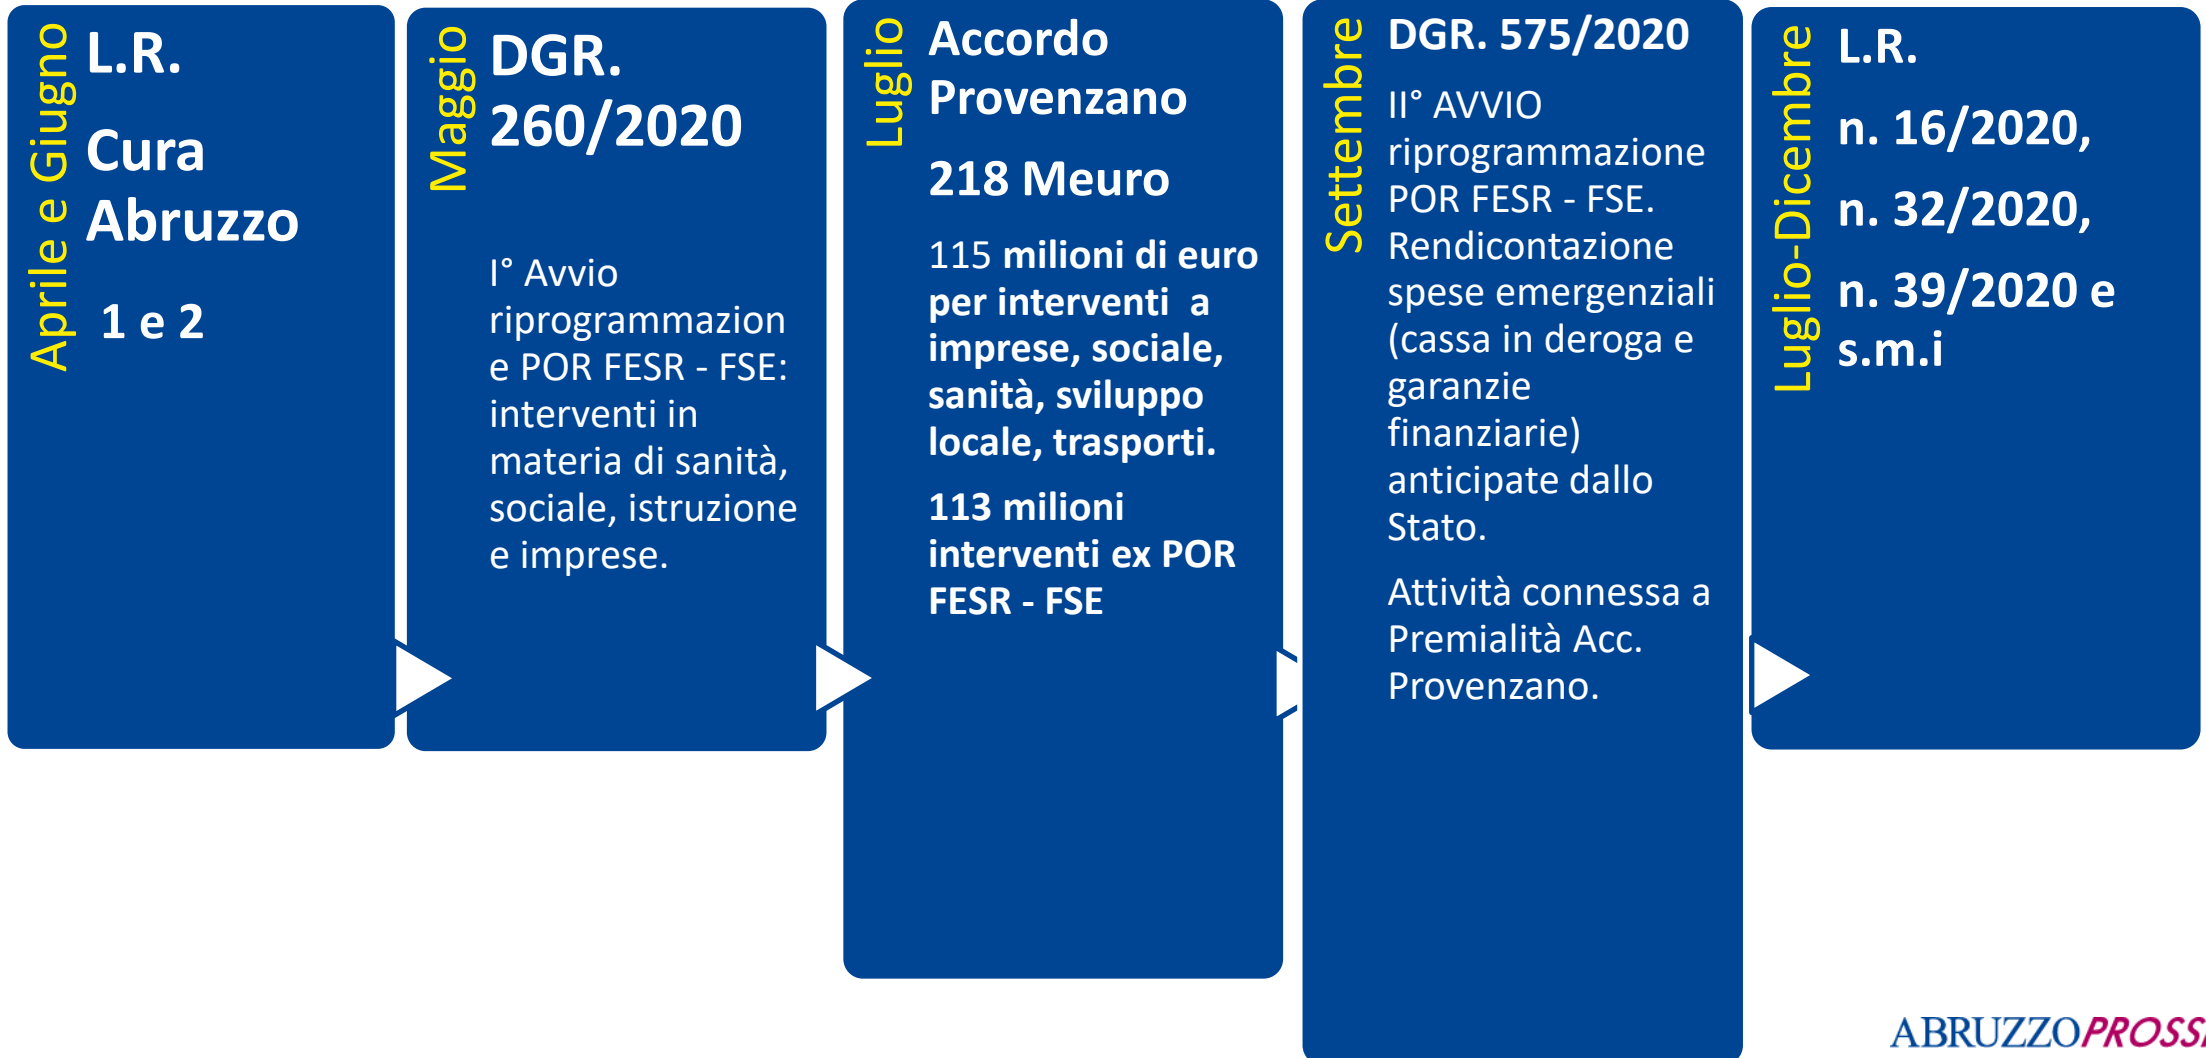 Aprile e Giugno
L.R.
Cura
Abruzzo
1 e 2
Maggio
DGR.
260/2020
I° Avvio
riprogrammazion
e POR FESR - FSE:
interventi in
materia di sanità,
sociale, istruzione
e imprese.
Luglio
Accordo
Provenzano
218 Meuro
115 milioni di euro
per interventi a
imprese, sociale,
sanità, sviluppo
locale, trasporti.
113 milioni
interventi ex POR
FESR - FSE
Settembre
DGR. 575/2020
II° AVVIO
riprogrammazione
POR FESR - FSE.
Rendicontazione
spese emergenziali
(cassa in deroga e
garanzie
finanziarie)
anticipate dallo
Stato.
Attività connessa a
Premialità Acc.
Provenzano.
Luglio-Dicembre
L.R.
n. 16/2020,
n. 32/2020,
n. 39/2020 e
s.m.i
ABRUZZOPROSS